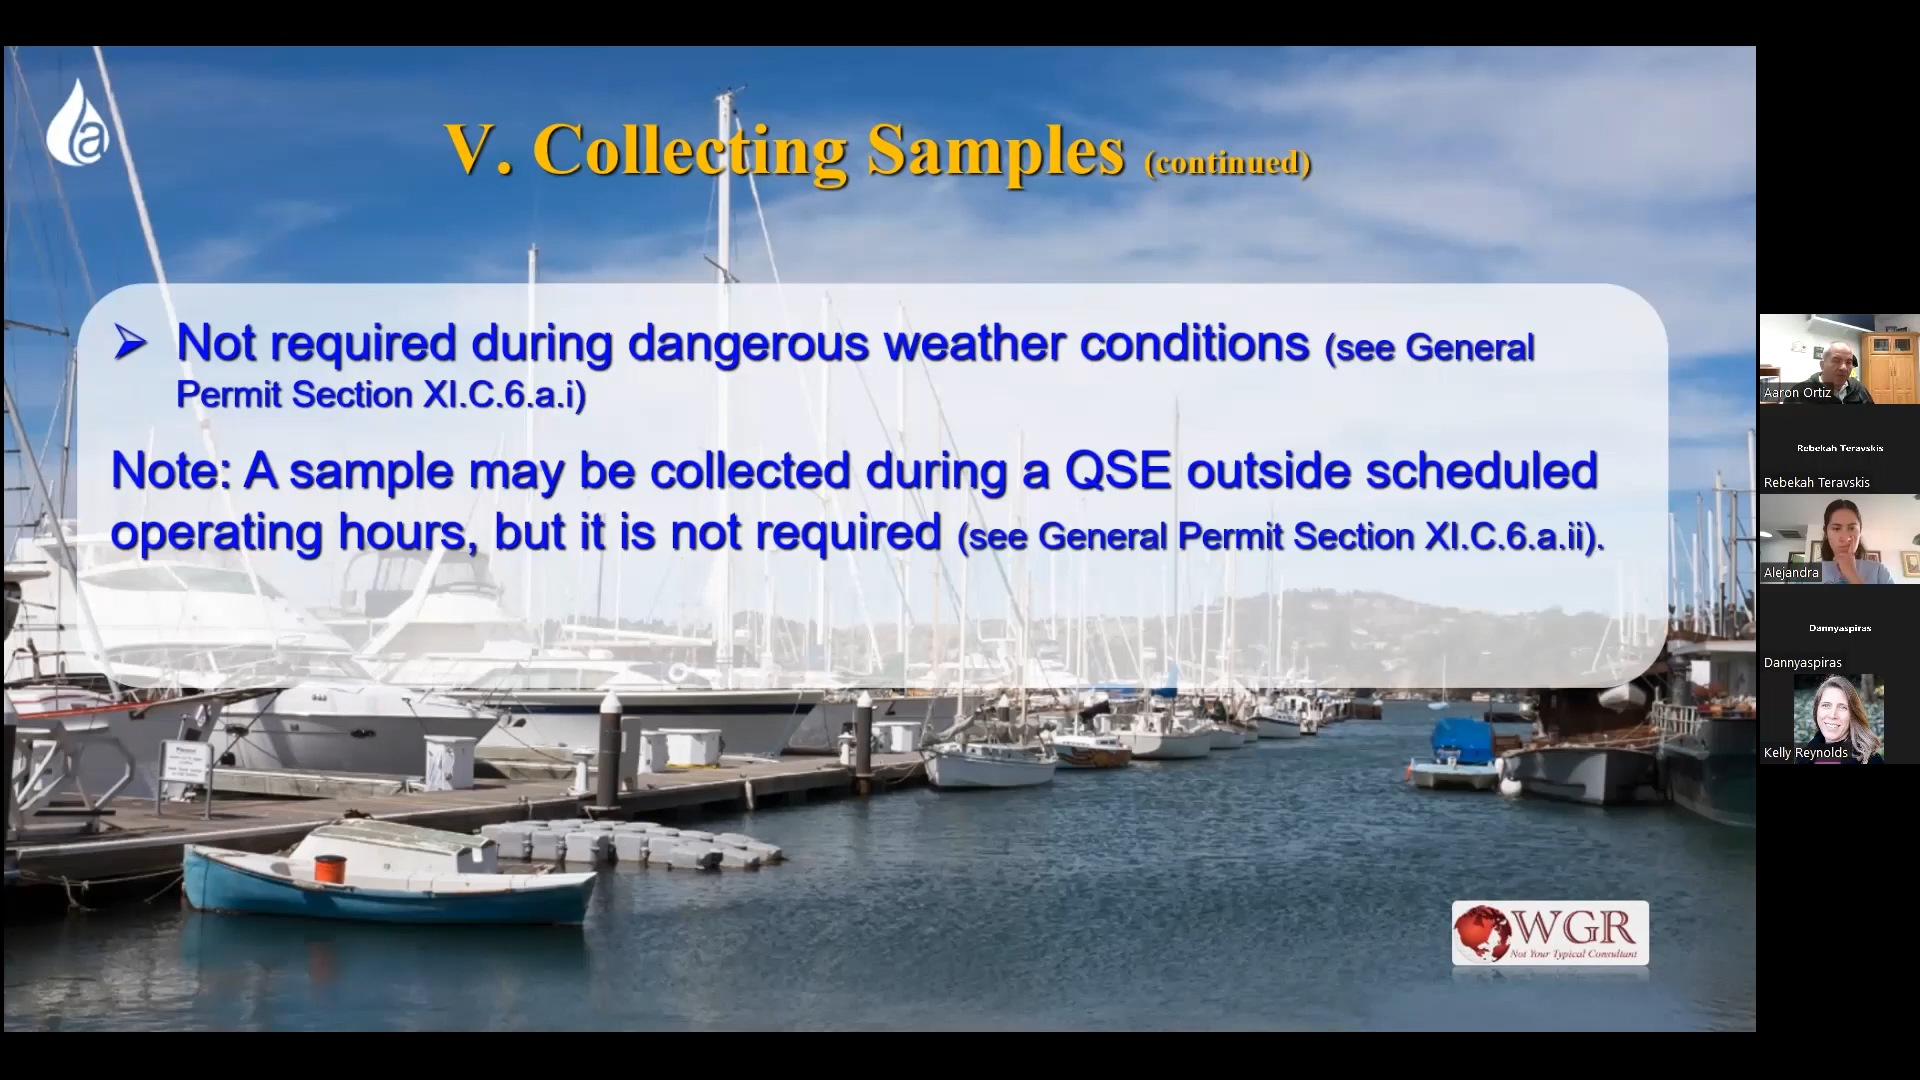 a
V. Collecting Samples (continued)
➢ Not required during dangerous weather conditions (see General
Permit Section XI.C.6.a.i)
Note: A sample may be collected during a QSE outside scheduled
operating hours, but it is not required (see General Permit Section XI.C.6.a.ii).
WGR
Not Your Typical Consultant
Aaron Ortiz
Rebekah Teravskis
Rebekah Teravskis
Alejandra
Dannyaspiras
Dannyaspiras
Kelly Reynolds